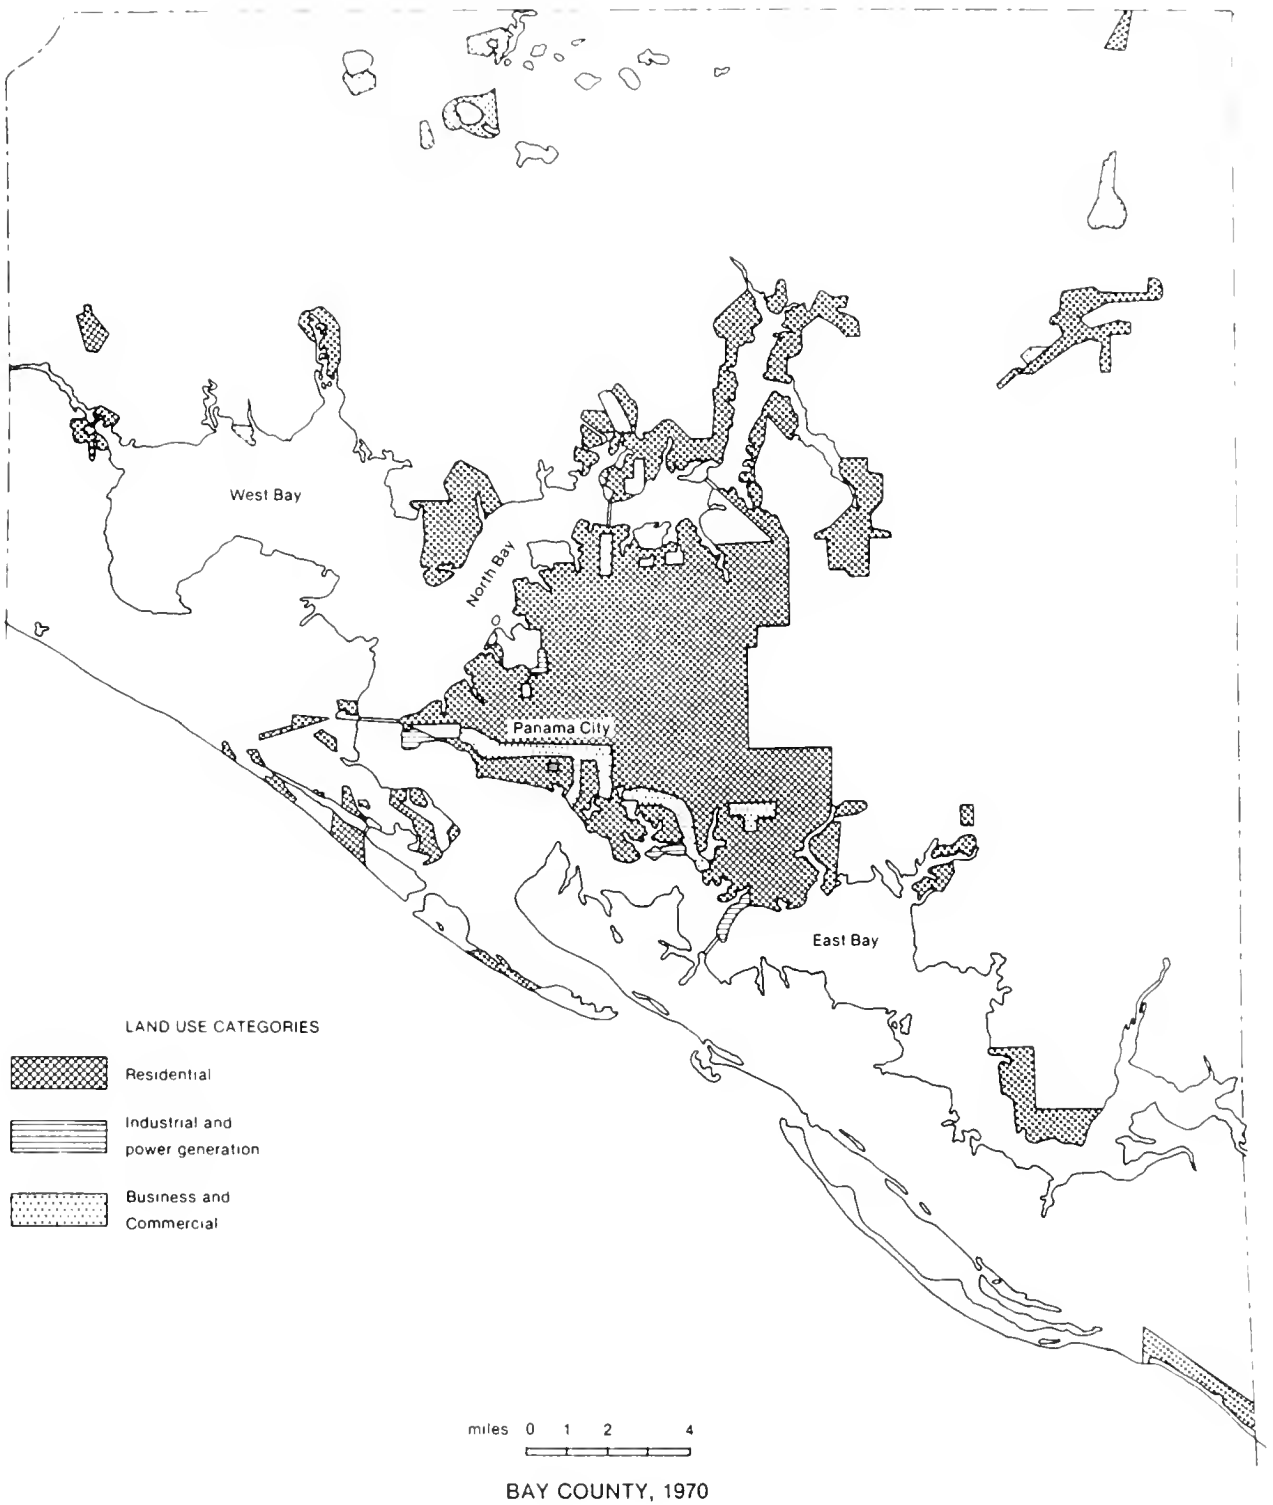 West Bay
North Bay
Panama City
East Bay
LAND USE CATEGORIES
Residential
Industrial and
power generation
Business and
Commercial
miles 0 1 2 4
BAY COUNTY, 1970